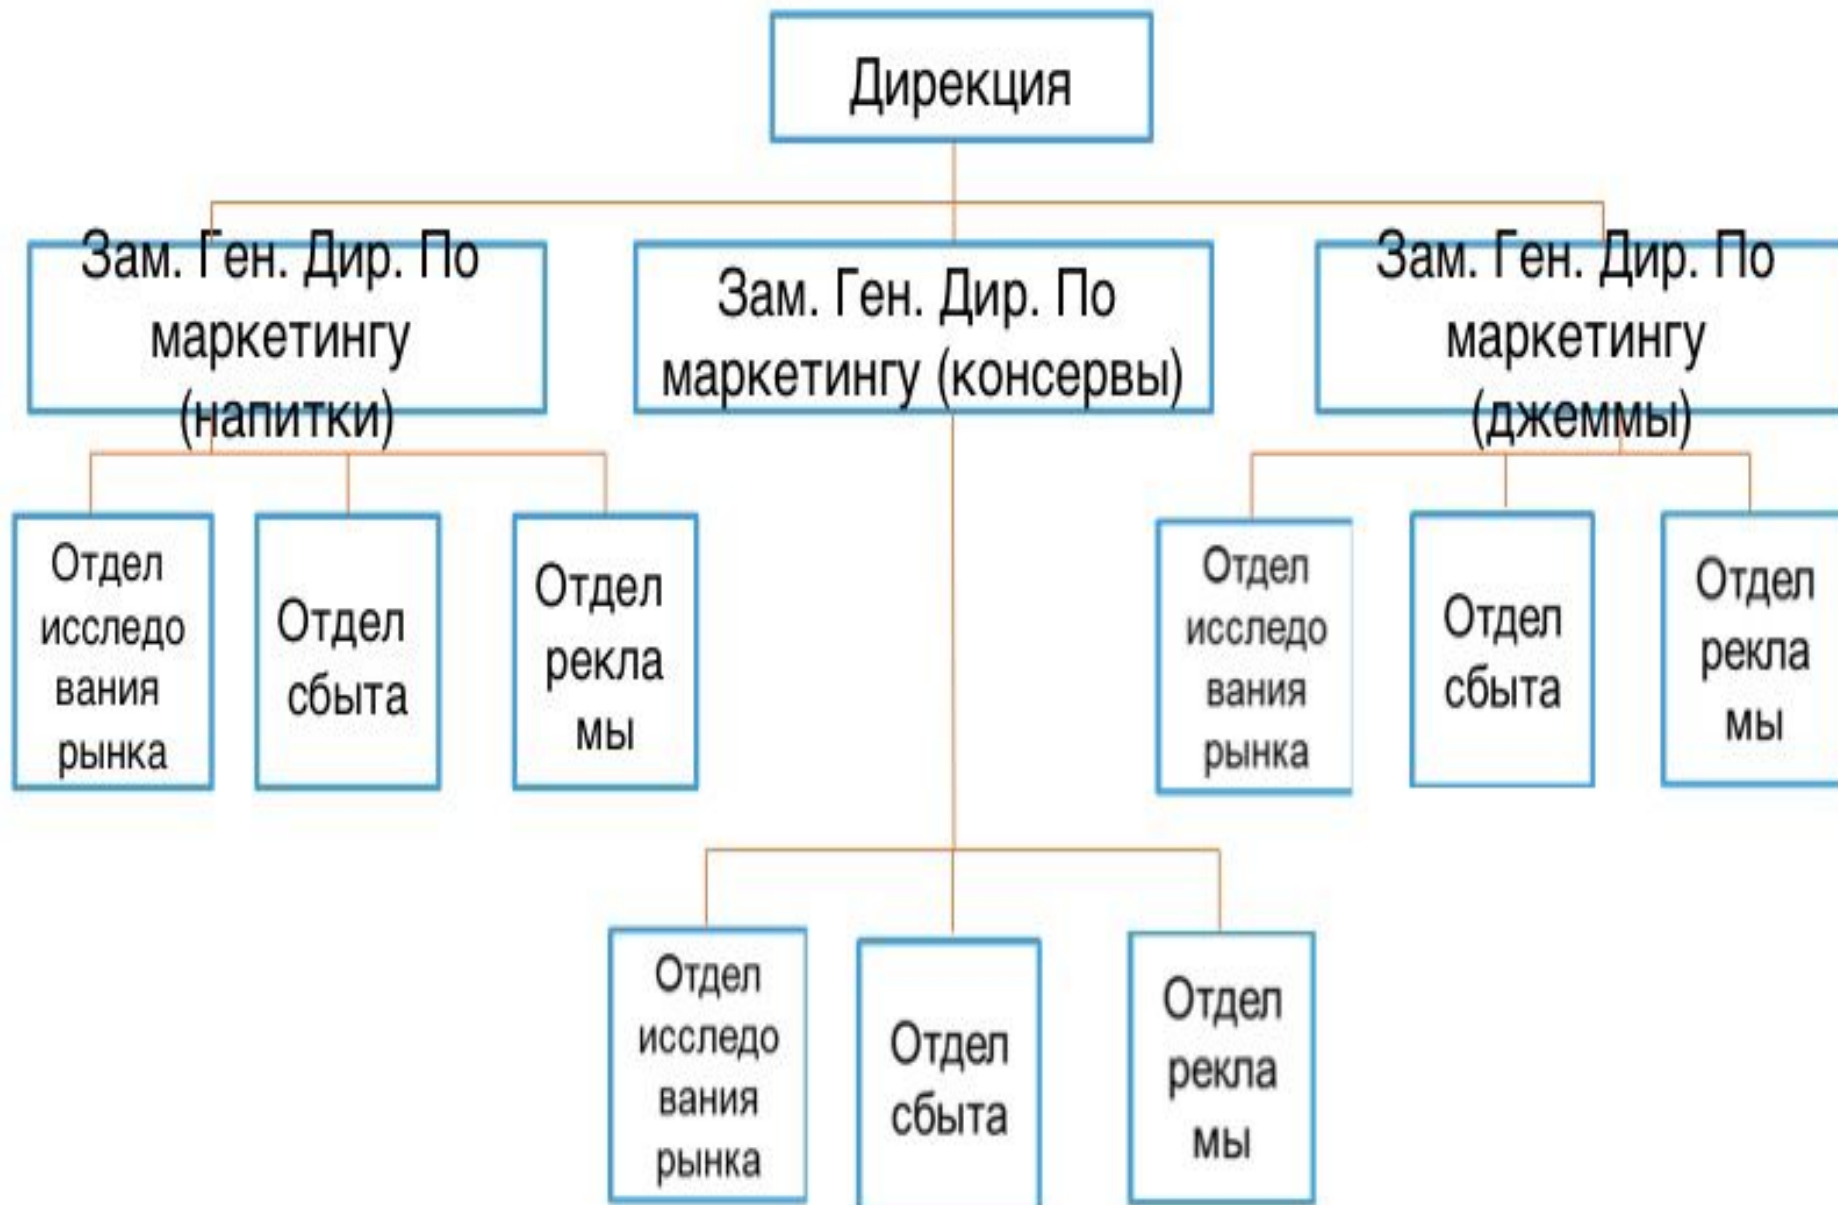 Дирекция
Зам. Ген. Дир. По
маркетингу
(напитки)
Зам. Ген. Дир. По
маркетингу (консервы)
Зам. Ген. Дир. По
маркетингу
(джеммы)
Отдел
исследо
вания
рынка
Отдел
сбыта
Отдел
рекла
мы
Отдел
исследо
вания
рынка
Отдел
сбыта
Отдел
рекла
мы
Отдел
исследо
вания
рынка
Отдел
сбыта
Отдел
рекла
мы